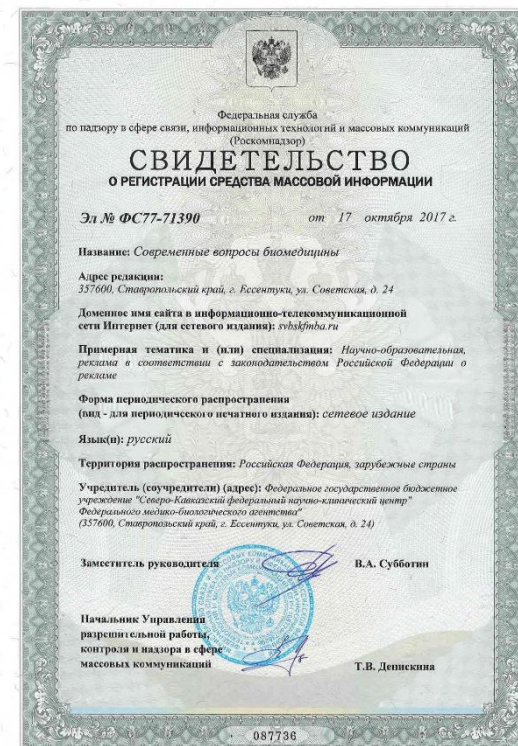 Федеральная служба
по надзору в сфере связи, информационных технологий и массовых коммуникаций
(Роскомнадзор)
СВИДЕТЕЛЬСТВО
О РЕГИСТРАЦИИ СРЕДСТВА МАССОВОЙ ИНФОРМАЦИИ
Эл № ФС77-71390 от 17 октября 2017 г.
Название: Современные вопросы биомедицины
Адрес редакции:
357600, Ставропольский край, г. Ессентуки, ул. Советская, д. 24
Доменное имя сайта в информационно-телекоммуникационной
сети Интернет (для сетевого издания): svbskfmba.ru
Примерная тематика и (или) специализация: Научно-образовательная,
реклама в соответствии с законодательством Российской Федерации о
рекламе
Форма периодического распространения
(вид - для периодического печатного издания): сетевое издание
Язык(и): русский
Территория распространения: Российская Федерация, зарубежные страны
Учредитель (соучредители) (адрес): Федеральное государственное бюджетное
учреждение "Северо-Кавказский федеральный научно-клинический центр"
Федерального медико-биологического агентства"
(357600, Ставропольский край, г. Ессентуки, ул. Советская, д. 24)
Заместитель руководителя В.А. Субботин
Начальник Управления
разрешительной работы,
контроля и надзора в сфере
массовых коммуникаций Т.В. Денискина
087736